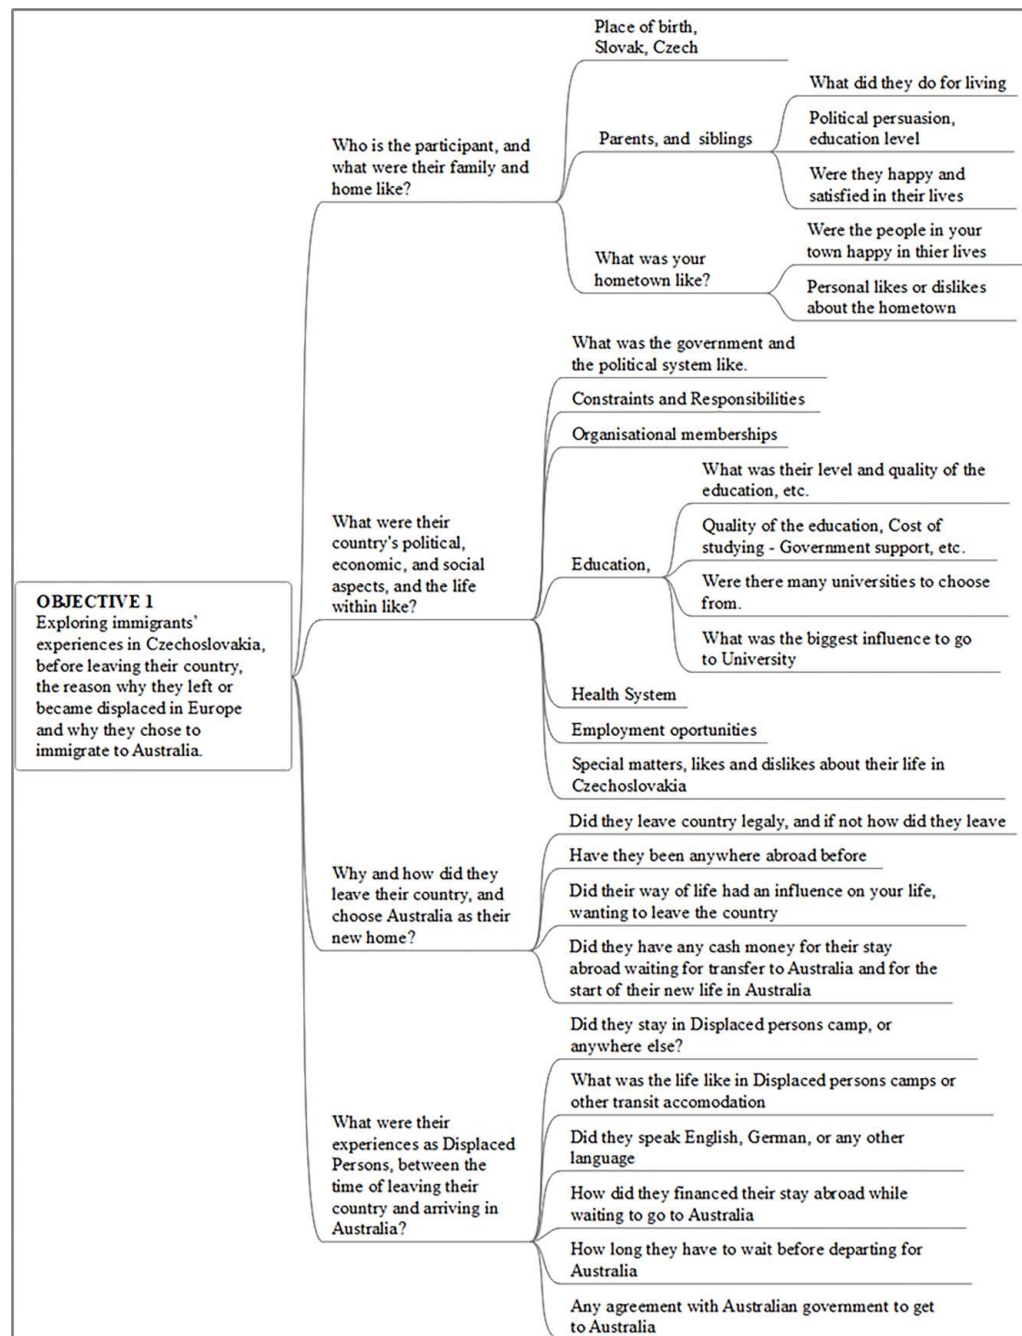 OBJECTIVE 1
Exploring immigrants'
experiences in Czechoslovakia,
before leaving their country,
the reason why they left or
became displaced in Europe
and why they chose to
immigrate to Australia.
Who is the participant, and
what were their family and
home like?
Place of birth,
Slovak, Czech
Parents, and siblings
What did they do for living
Political persuasion,
education level
Were they happy and
satisfied in their lives
What was your
hometown like?
Were the people in your
town happy in thier lives
Personal likes or dislikes
about the hometown
What were their
country's political,
economic, and social
aspects, and the life
within like?
What was the government and
the political system like.
Constraints and Responsibilities
Organisational memberships
Education,
What was their level and quality of the
education, etc.
Quality of the education, Cost of
studying - Government support, etc.
Were there many universities to choose
from.
What was the biggest influence to go
to University
Health System
Employment oportunities
Special matters, likes and dislikes about their life in
Czechoslovakia
Why and how did they
leave their country, and
choose Australia as their
new home?
Did they leave country legaly, and if not how did they leave
Have they been anywhere abroad before
Did their way of life had an influence on your life,
wanting to leave the country
Did they have any cash money for their stay
abroad waiting for transfer to Australia and for the
start of their new life in Australia
What were their
experiences as Displaced
Persons, between the
time of leaving their
country and arriving in
Australia?
Did they stay in Displaced persons camp, or
anywhere else?
What was the life like in Displaced persons camps or
other transit accomodation
Did they speak English, German, or any other
language
How did they financed their stay abroad while
waiting to go to Australia
How long they have to wait before departing for
Australia
Any agreement with Australian government to get
to Australia